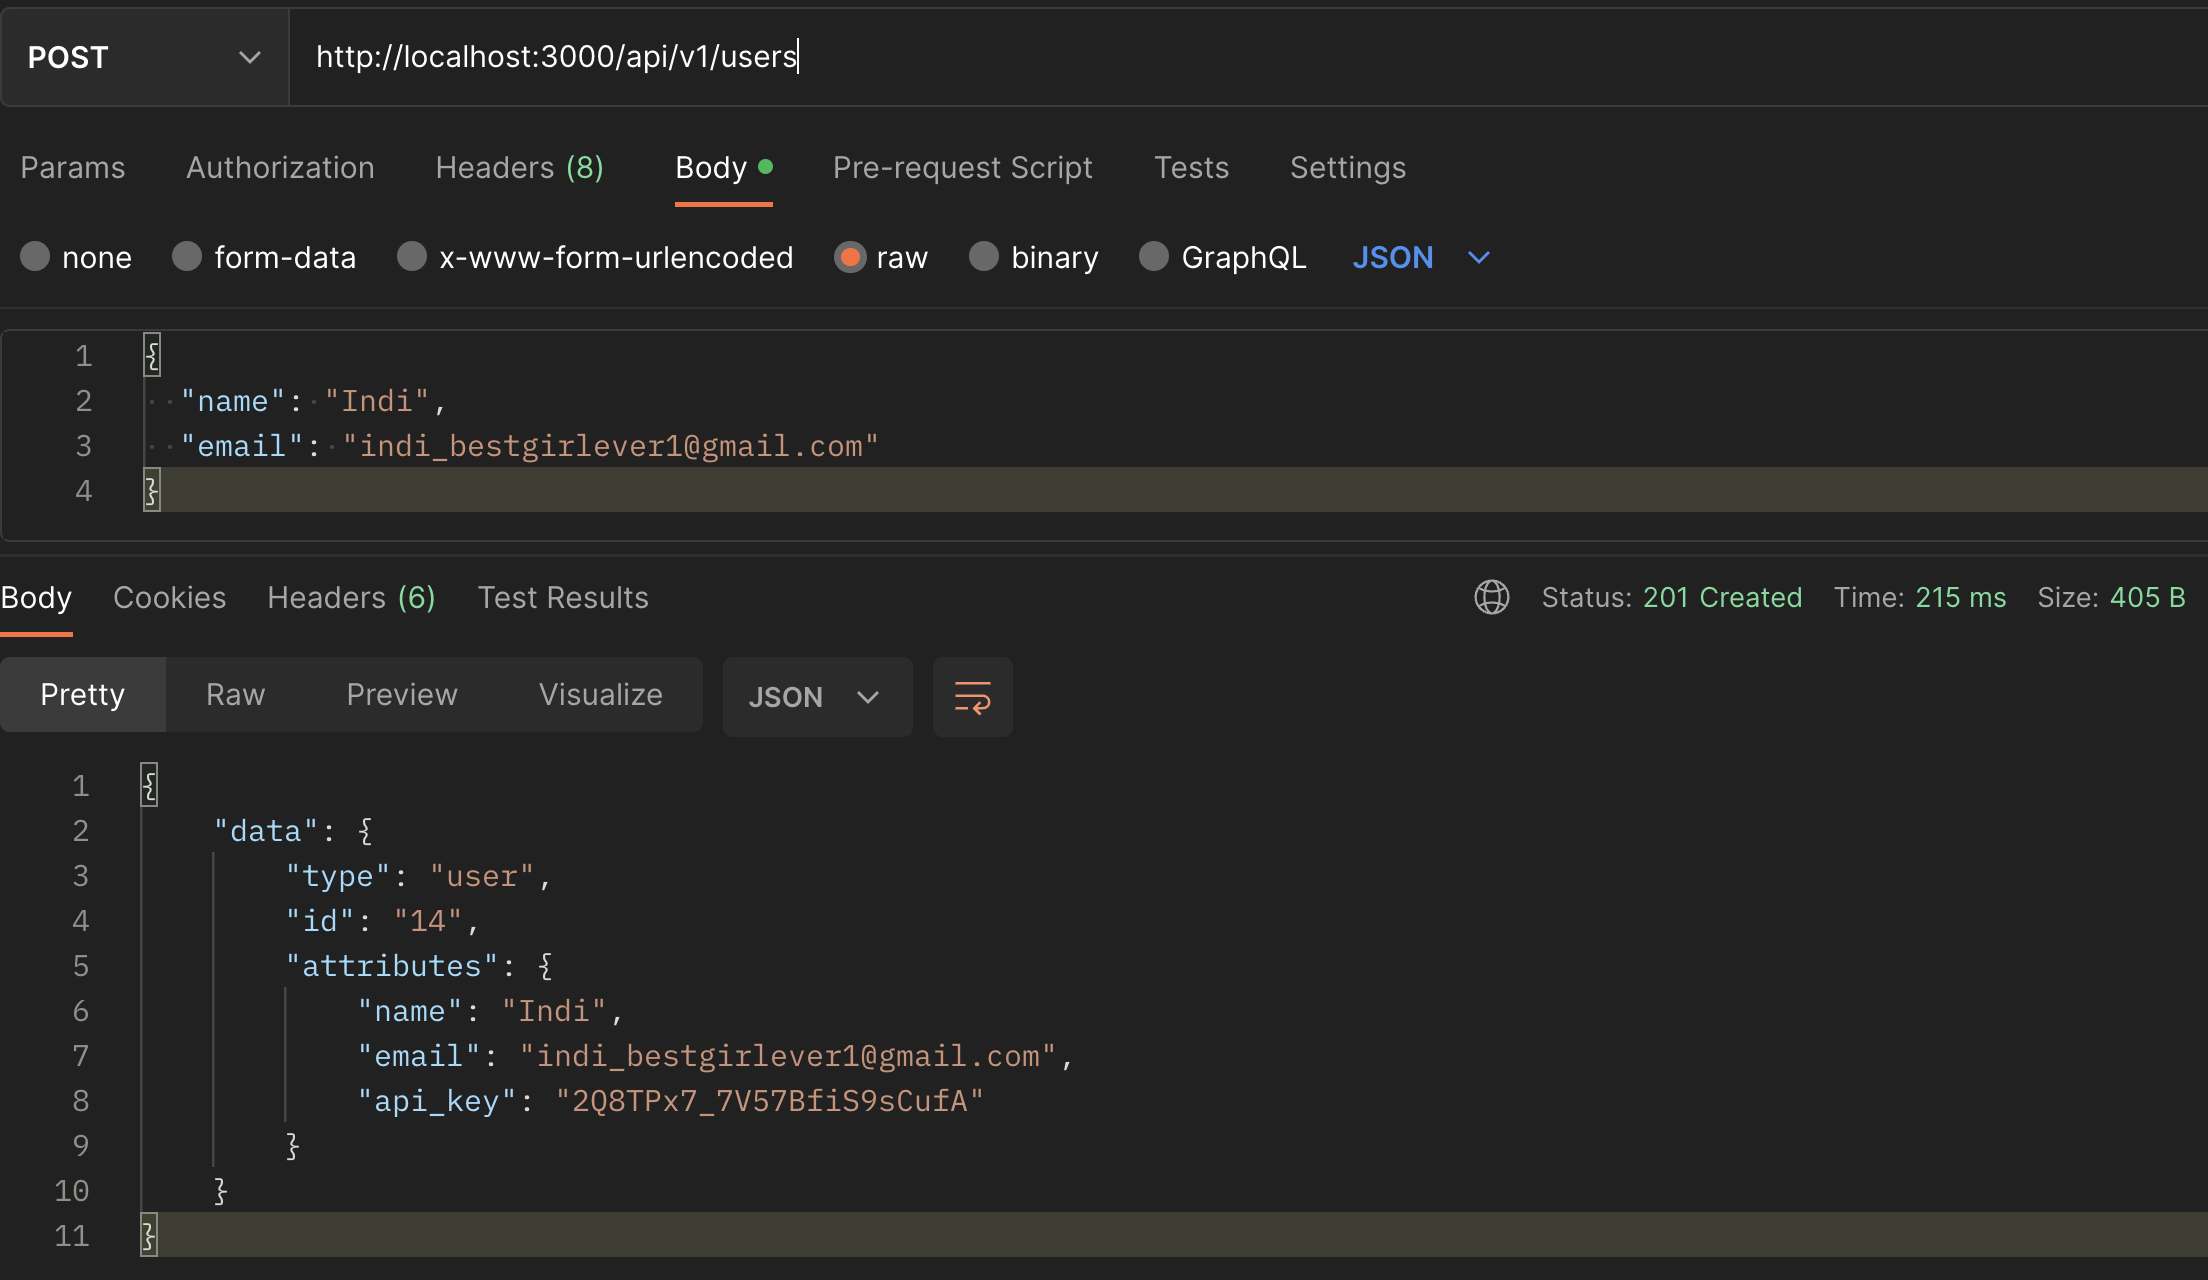 POST http://localhost:3000/api/v1/users
Params Authorization Headers (8) Body Pre-request Script Tests Settings
none form-data x-www-form-urlencoded raw binary GraphQL JSON
1 {
2 "name": "Indi",
3 "email": "indi_bestgirlever1@gmail.com"
4 }
Body Cookies Headers (6) Test Results Status: 201 Created Time: 215 ms Size: 405 B
Pretty Raw Preview Visualize JSON
1 {
2 "data": {
3 "type": "user",
4 "id": "14",
5 "attributes": {
6 "name": "Indi",
7 "email": "indi_bestgirlever1@gmail.com",
8 "api_key": "2Q8TPx7_7V57BfiS9sCufA"
9 }
10 }
11 }